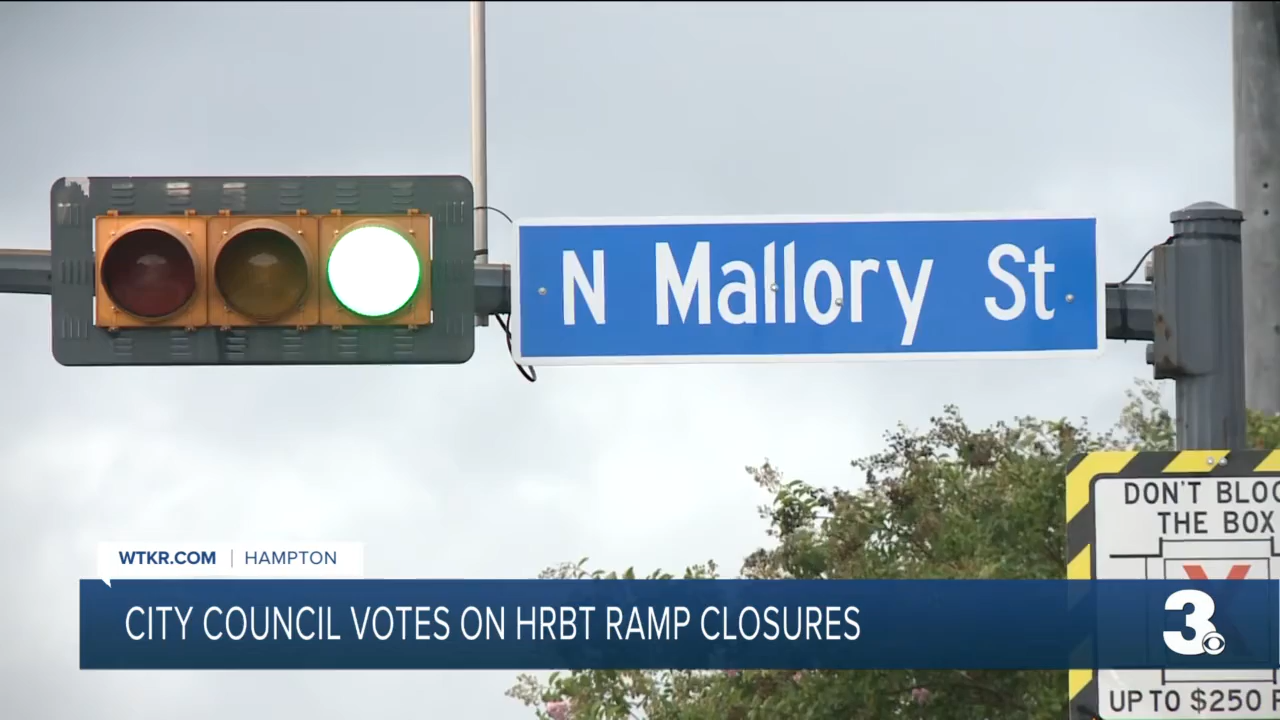 N Mallory St
DON'T BLOC
THE BOX
WTKR.COM | HAMPTON
CITY COUNCIL VOTES ON HRBT RAMP CLOSURES
3
UP TO $250